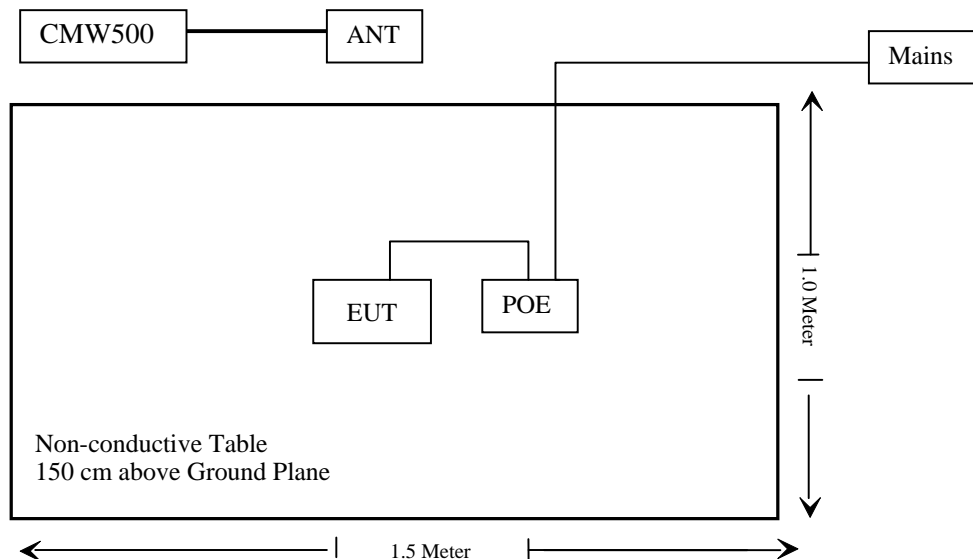 CMW500
ANT
Mains
EUT
POE
1.0 Meter
Non-conductive Table
150 cm above Ground Plane
1.5 Meter